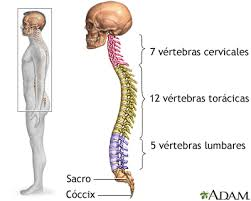 7 vértebras cervicales
12 vértebras torácicas
5 vértebras lumbares
Sacro
Cóccix
ADAM.